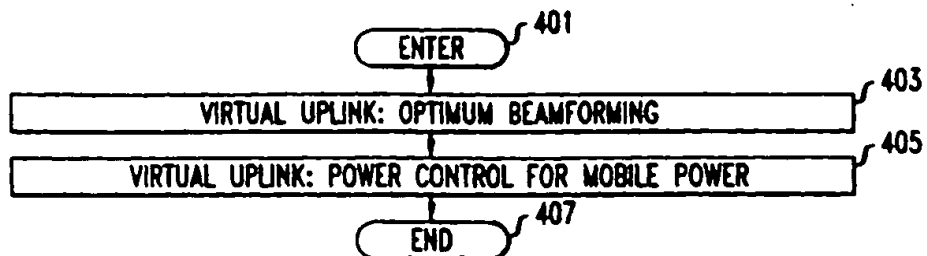 401
ENTER
403
VIRTUAL UPLINK: OPTIMUM BEAMFORMING
405
VIRTUAL UPLINK: POWER CONTROL FOR MOBILE POWER
407
END